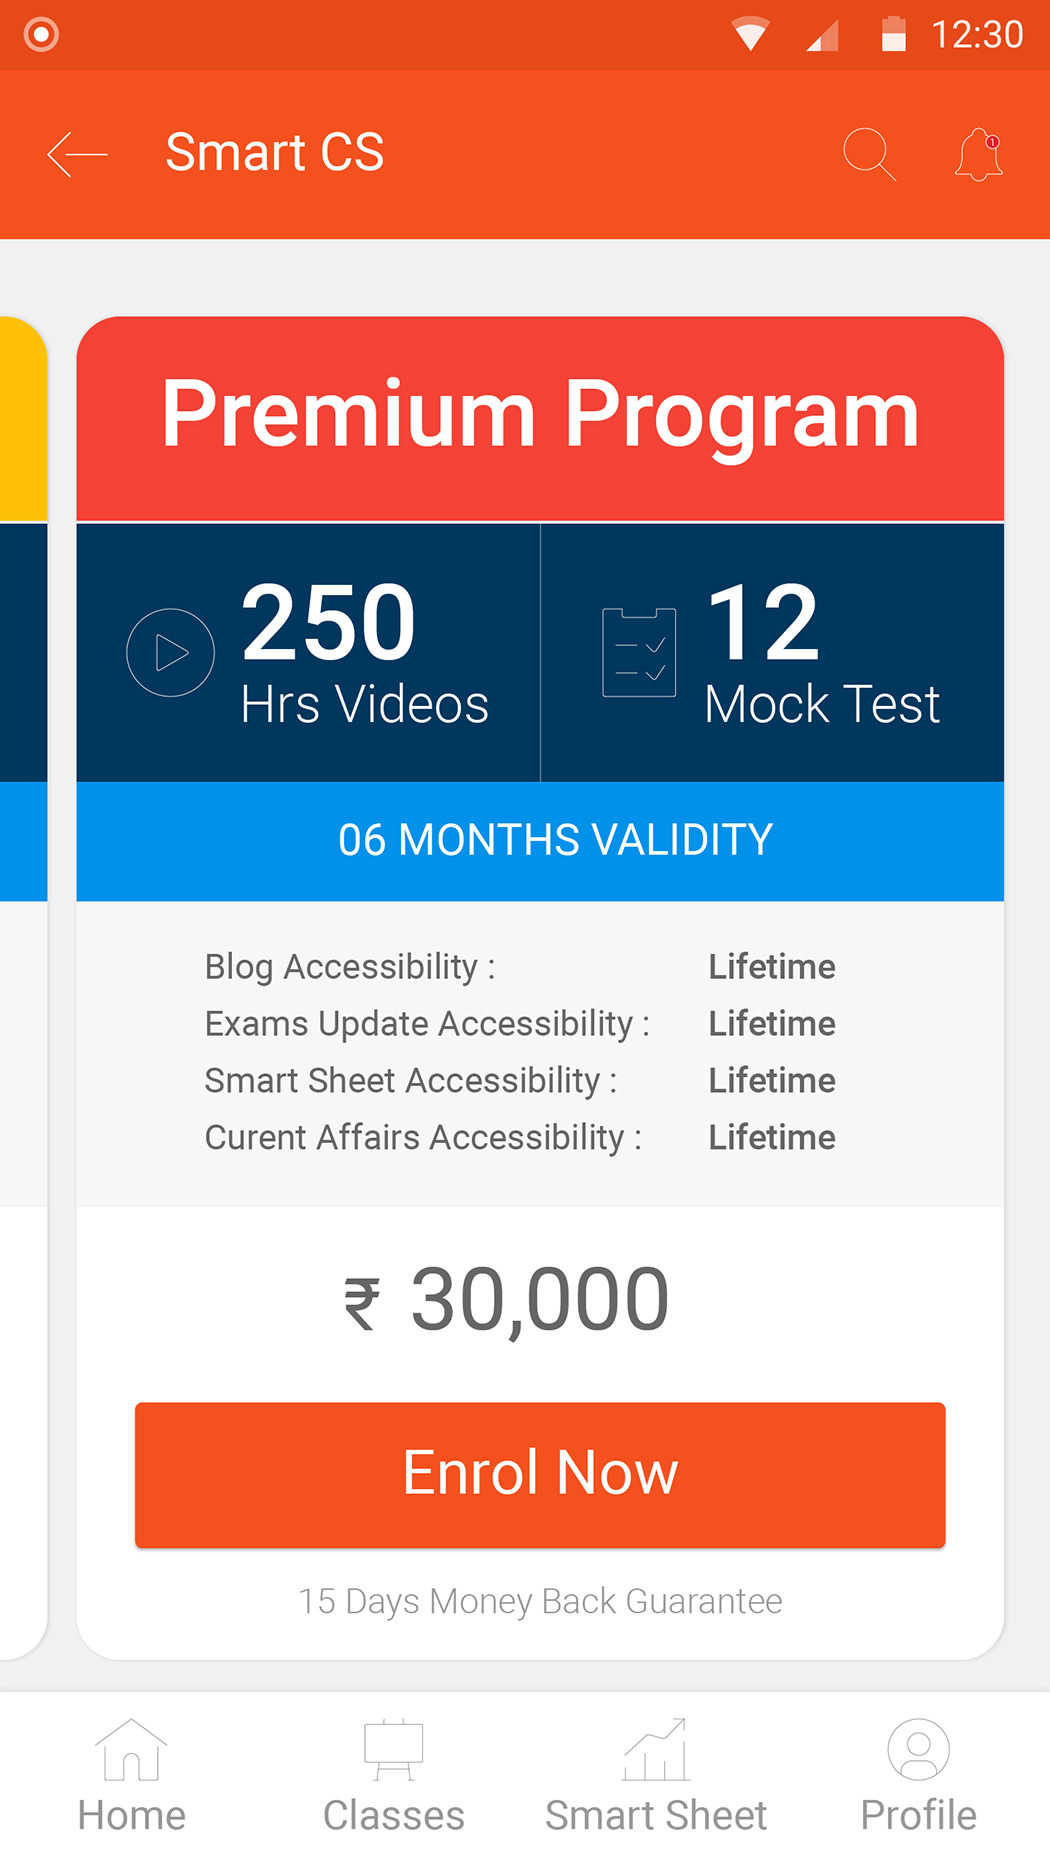 12:30
Smart CS
1
Premium Program
250
Hrs Videos
12
Mock Test
06 MONTHS VALIDITY
Blog Accessibility : Lifetime
Exams Update Accessibility : Lifetime
Smart Sheet Accessibility : Lifetime
Curent Affairs Accessibility : Lifetime
₹ 30,000
Enrol Now
15 Days Money Back Guarantee
Home Classes Smart Sheet Profile